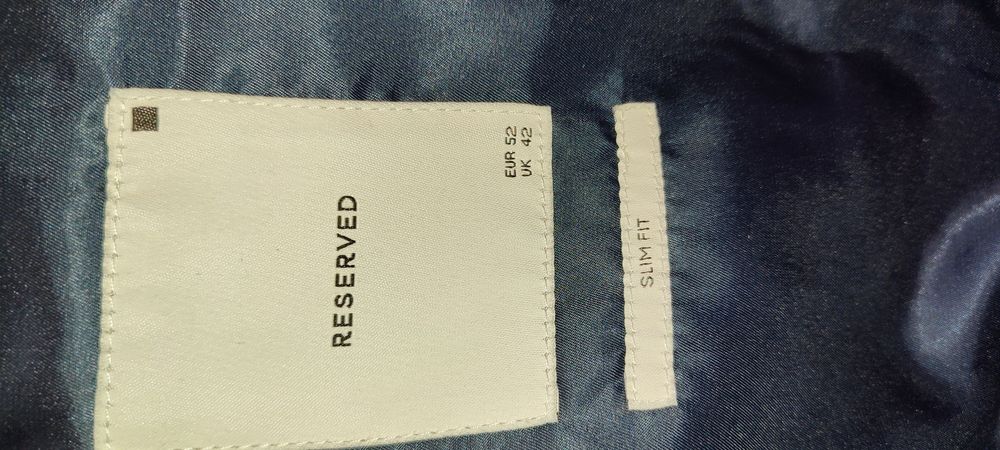 RESERVED
EUR 52
UK 42
SLIM FIT